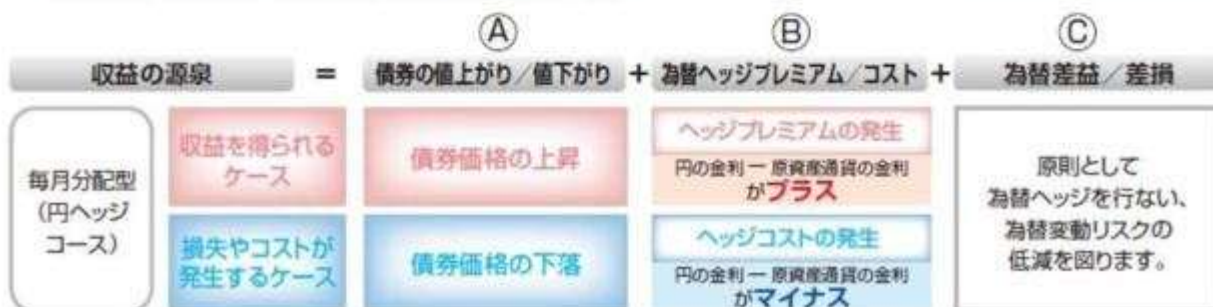 Ⓐ Ⓑ Ⓒ
収益の源泉 = 債券の値上がり/値下がり + 為替ヘッジプレミアム/コスト + 為替差益/差損
毎月分配型
(円ヘッジ
コース)
収益を得られる
ケース
債券価格の上昇
ヘッジプレミアムの発生
円の金利ー原資産通貨の金利
がプラス
損失やコストが
発生するケース
債券価格の下落
ヘッジコストの発生
円の金利ー原資産通貨の金利
がマイナス
原則として
為替ヘッジを行ない、
為替変動リスクの
低減を図ります。